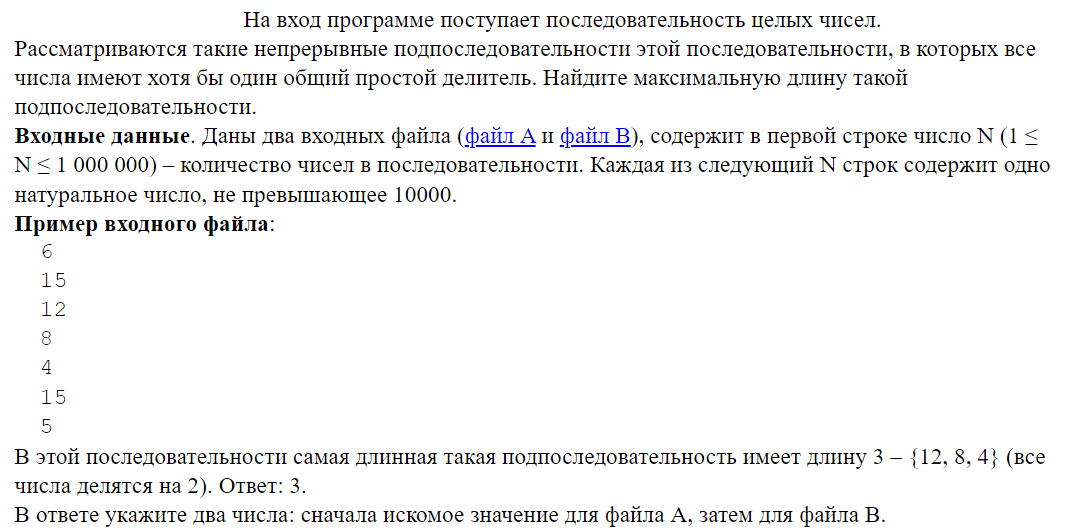 На вход программе поступает последовательность целых чисел.
Рассматриваются такие непрерывные подпоследовательности этой последовательности, в которых все
числа имеют хотя бы один общий простой делитель. Найдите максимальную длину такой
подпоследовательности.
Входные данные. Даны два входных файла (файл A и файл B), содержит в первой строке число N (1 ≤
N ≤ 1 000 000) – количество чисел в последовательности. Каждая из следующий N строк содержит одно
натуральное число, не превышающее 10000.
Пример входного файла:
6
15
12
8
4
15
5
В этой последовательности самая длинная такая подпоследовательность имеет длину 3 – {12, 8, 4} (все
числа делятся на 2). Ответ: 3.
В ответе укажите два числа: сначала искомое значение для файла А, затем для файла B.